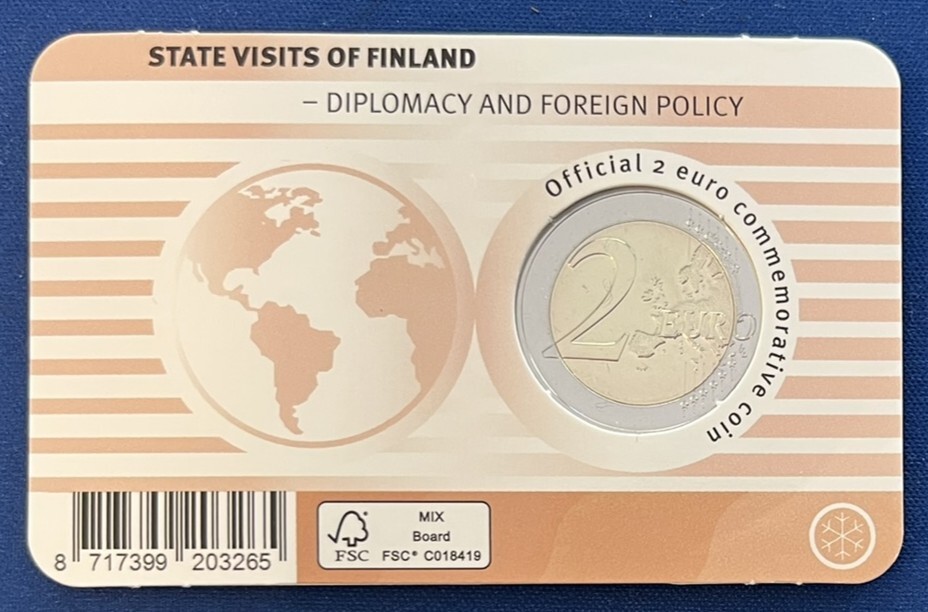 STATE VISITS OF FINLAND
– DIPLOMACY AND FOREIGN POLICY
Official 2 euro commemorative coin
2 EURO
8 717399 203265
FSC
MIX
Board
FSC® C018419